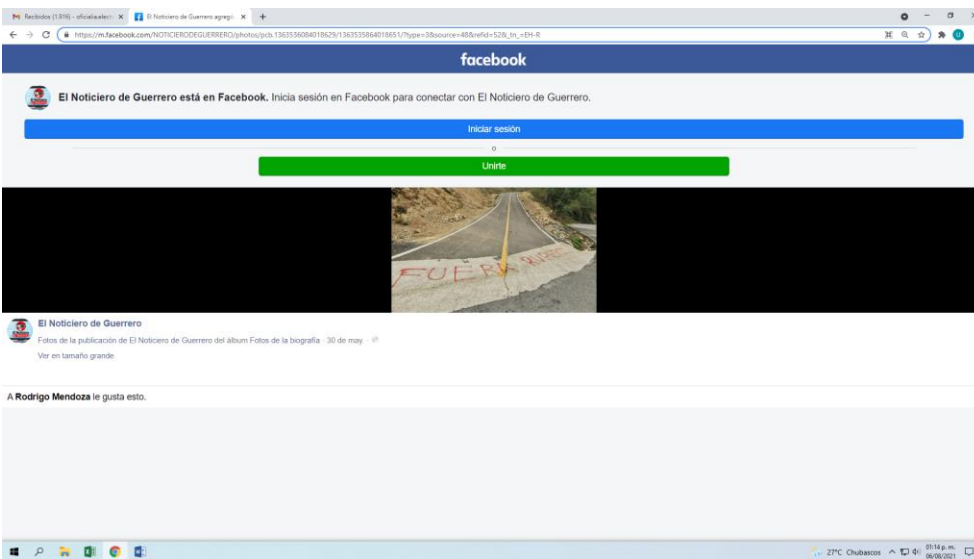 Recibidos (1,816) - oficialia.elect
El Noticiero de Guerrero agregó
https://m.facebook.com/NOTICIERODEGUERRERO/photos/pcb.1363536084018629/1363535864018651/?type=3&source=48&refid=52&_tn_=EH-R
facebook
El Noticiero de Guerrero está en Facebook. Inicia sesión en Facebook para conectar con El Noticiero de Guerrero.
Iniciar sesión
o
Unirte
FUERA
El Noticiero de Guerrero
Fotos de la publicación de El Noticiero de Guerrero del álbum Fotos de la biografía · 30 de may. ·
Ver en tamaño grande
A Rodrigo Mendoza le gusta esto.
27°C Chubascos
01:14 p. m.
06/08/2021